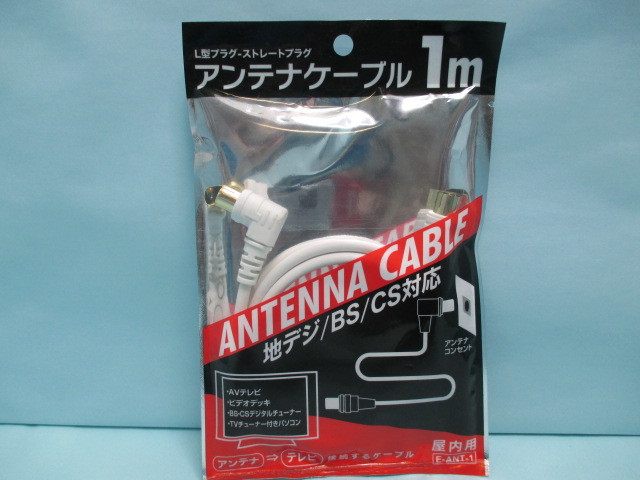 L型プラグ-ストレートプラグ
アンテナケーブル 1m
ANTENNA CABLE
地デジ/BS/CS対応
アンテナ
コンセント
・AVテレビ
・ビデオデッキ
・BS・CSデジタルチューナー
・TVチューナー付きパソコン
アンテナ ⇒ テレビ 接続するケーブル
屋内用
E-ANT-1